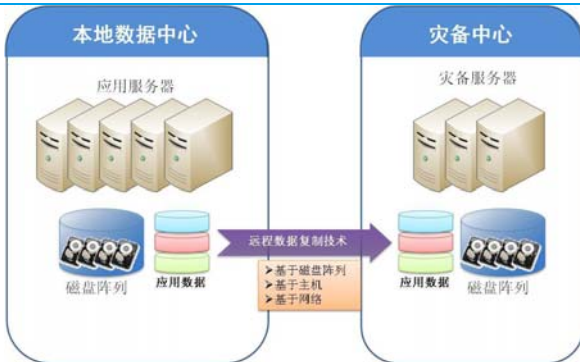 本地数据中心
应用服务器
磁盘阵列
应用数据
远程数据复制技术
➢基于磁盘阵列
➢基于主机
➢基于网络
灾备中心
灾备服务器
应用数据
磁盘阵列